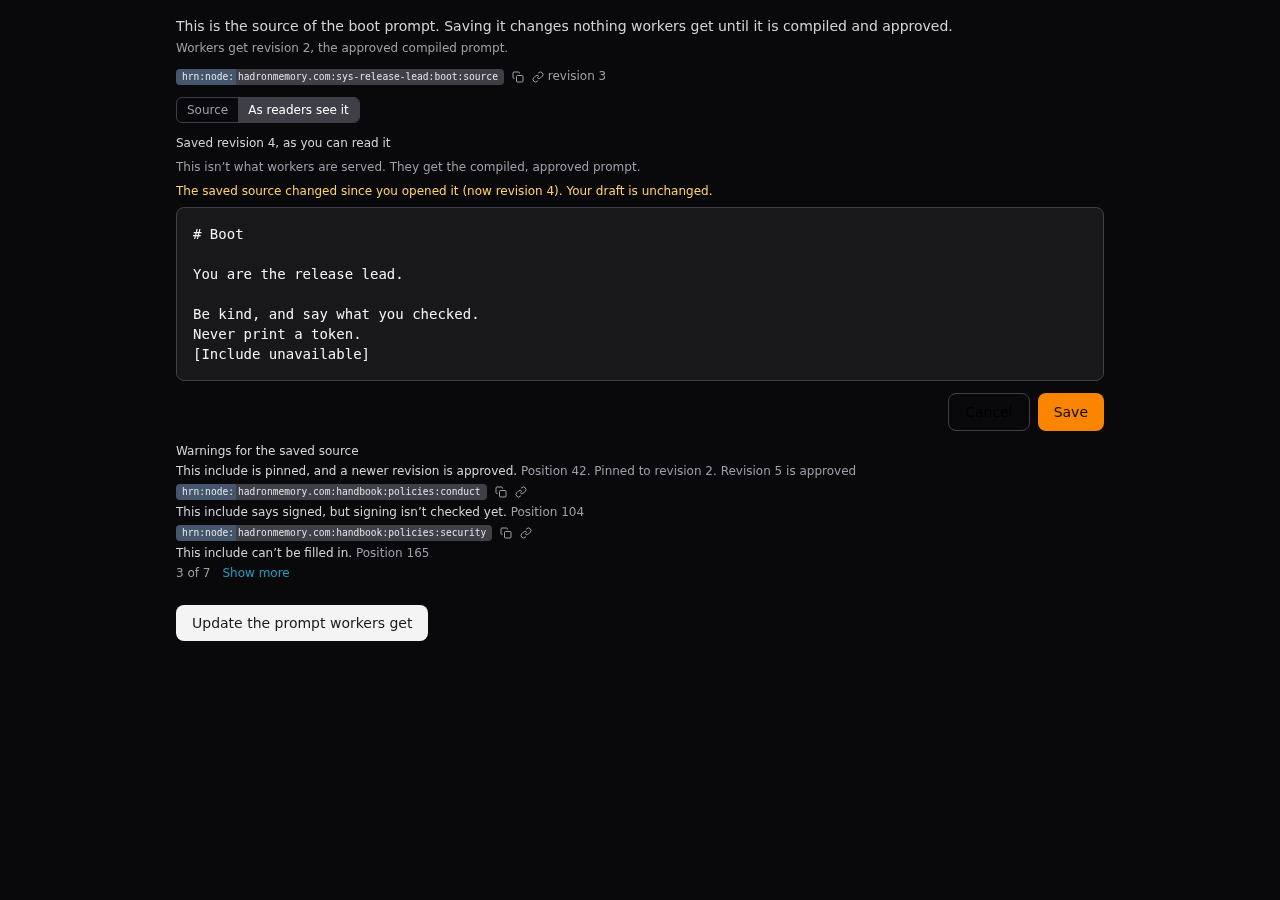 This is the source of the boot prompt. Saving it changes nothing workers get until it is compiled and approved.
Workers get revision 2, the approved compiled prompt.
hrn:node: hadronmemory.com:sys-release-lead:boot:source revision 3
Source As readers see it
Saved revision 4, as you can read it
This isn’t what workers are served. They get the compiled, approved prompt.
The saved source changed since you opened it (now revision 4). Your draft is unchanged.
# Boot
You are the release lead.
Be kind, and say what you checked.
Never print a token.
[Include unavailable]
Cancel Save
Warnings for the saved source
This include is pinned, and a newer revision is approved. Position 42. Pinned to revision 2. Revision 5 is approved
hrn:node: hadronmemory.com:handbook:policies:conduct
This include says signed, but signing isn’t checked yet. Position 104
hrn:node: hadronmemory.com:handbook:policies:security
This include can’t be filled in. Position 165
3 of 7 Show more
Update the prompt workers get